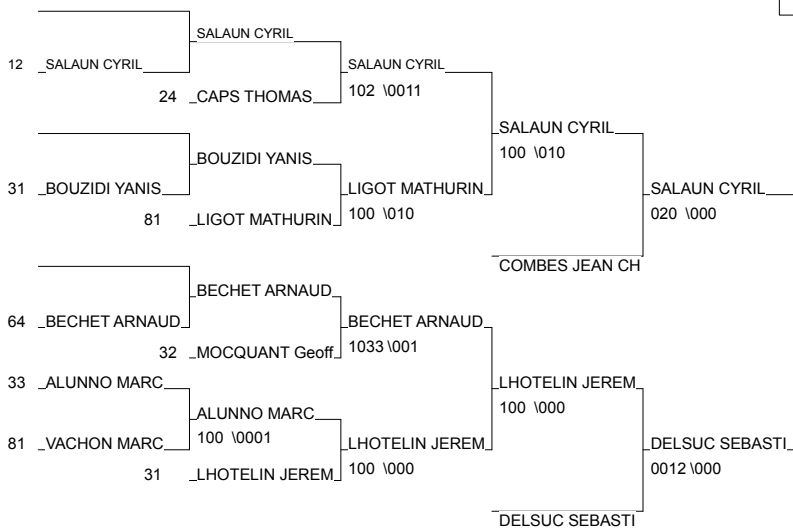 SALAUN CYRIL
12 SALAUN CYRIL
SALAUN CYRIL
24 CAPS THOMAS
102 \0011
SALAUN CYRIL
100 \010
BOUZIDI YANIS
31 BOUZIDI YANIS
LIGOT MATHURIN
SALAUN CYRIL
81 LIGOT MATHURIN
100 \010
020 \000
COMBES JEAN CH
BECHET ARNAUD
64 BECHET ARNAUD
BECHET ARNAUD
32 MOCQUANT Geoff
1033 \001
33 ALUNNO MARC
LHOTELIN JEREM
100 \000
ALUNNO MARC
81 VACHON MARC
100 \0001
LHOTELIN JEREM
DELSUC SEBASTI
31 LHOTELIN JEREM
100 \000
0012 \000
DELSUC SEBASTI